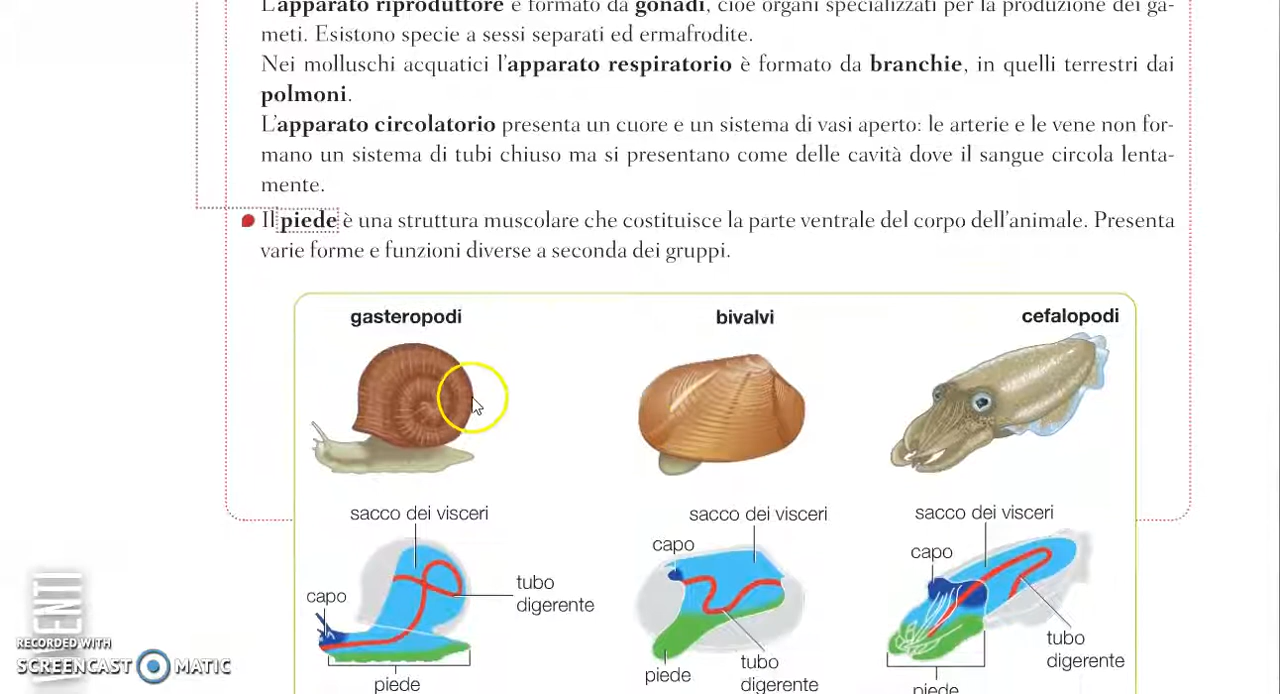 L'apparato riproduttore è formato da gonadi, cioè organi specializzati per la produzione dei ga-
meti. Esistono specie a sessi separati ed ermafrodite.
Nei molluschi acquatici l'apparato respiratorio è formato da branchie, in quelli terrestri dai
polmoni.
L'apparato circolatorio presenta un cuore e un sistema di vasi aperto: le arterie e le vene non for-
mano un sistema di tubi chiuso ma si presentano come delle cavità dove il sangue circola lenta-
mente.
Il piede è una struttura muscolare che costituisce la parte ventrale del corpo dell'animale. Presenta
varie forme e funzioni diverse a seconda dei gruppi.
gasteropodi
bivalvi
cefalopodi
sacco dei visceri
capo
tubo
digerente
piede
sacco dei visceri
capo
piede
tubo
digerente
sacco dei visceri
capo
tubo
digerente
piede
RECORDED WITH
SCREENCAST MATIC